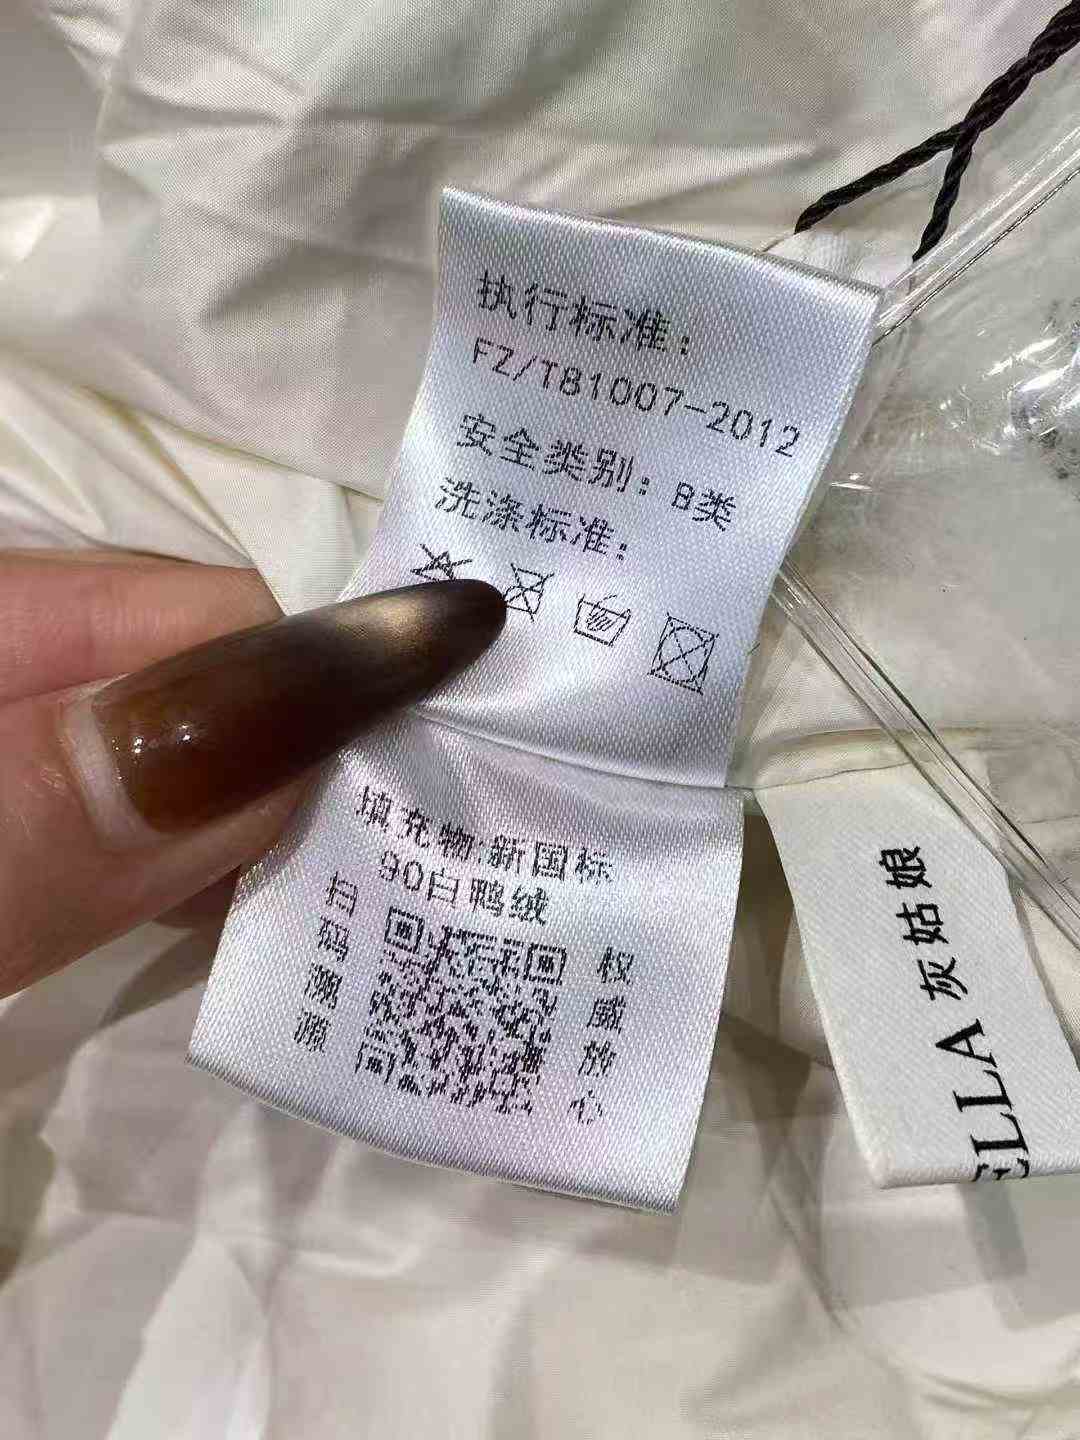 执行标准：
FZ/T81007-2012
安全类别：B类
洗涤标准：
填充物:新国标
90白鸭绒
扫码溯源
权威放心
ELLA 灰姑娘